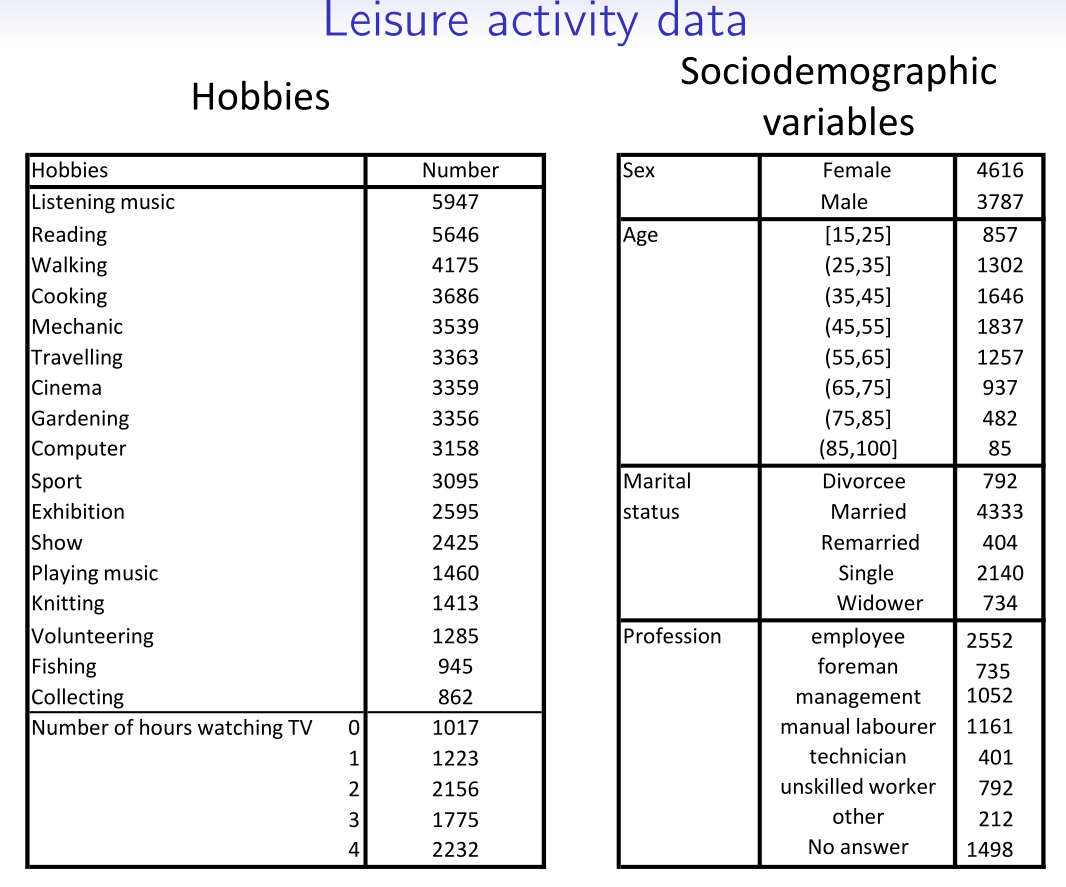 Leisure activity data
Hobbies
Hobbies Number
Listening music 5947
Reading 5646
Walking 4175
Cooking 3686
Mechanic 3539
Travelling 3363
Cinema 3359
Gardening 3356
Computer 3158
Sport 3095
Exhibition 2595
Show 2425
Playing music 1460
Knitting 1413
Volunteering 1285
Fishing 945
Collecting 862
Number of hours watching TV 0 1017
1 1223
2 2156
3 1775
4 2232
Sociodemographic
variables
Sex Female 4616
Male 3787
Age [15,25] 857
(25,35] 1302
(35,45] 1646
(45,55] 1837
(55,65] 1257
(65,75] 937
(75,85] 482
(85,100] 85
Marital Divorcee 792
status Married 4333
Remarried 404
Single 2140
Widower 734
Profession employee 2552
foreman 735
management 1052
manual labourer 1161
technician 401
unskilled worker 792
other 212
No answer 1498